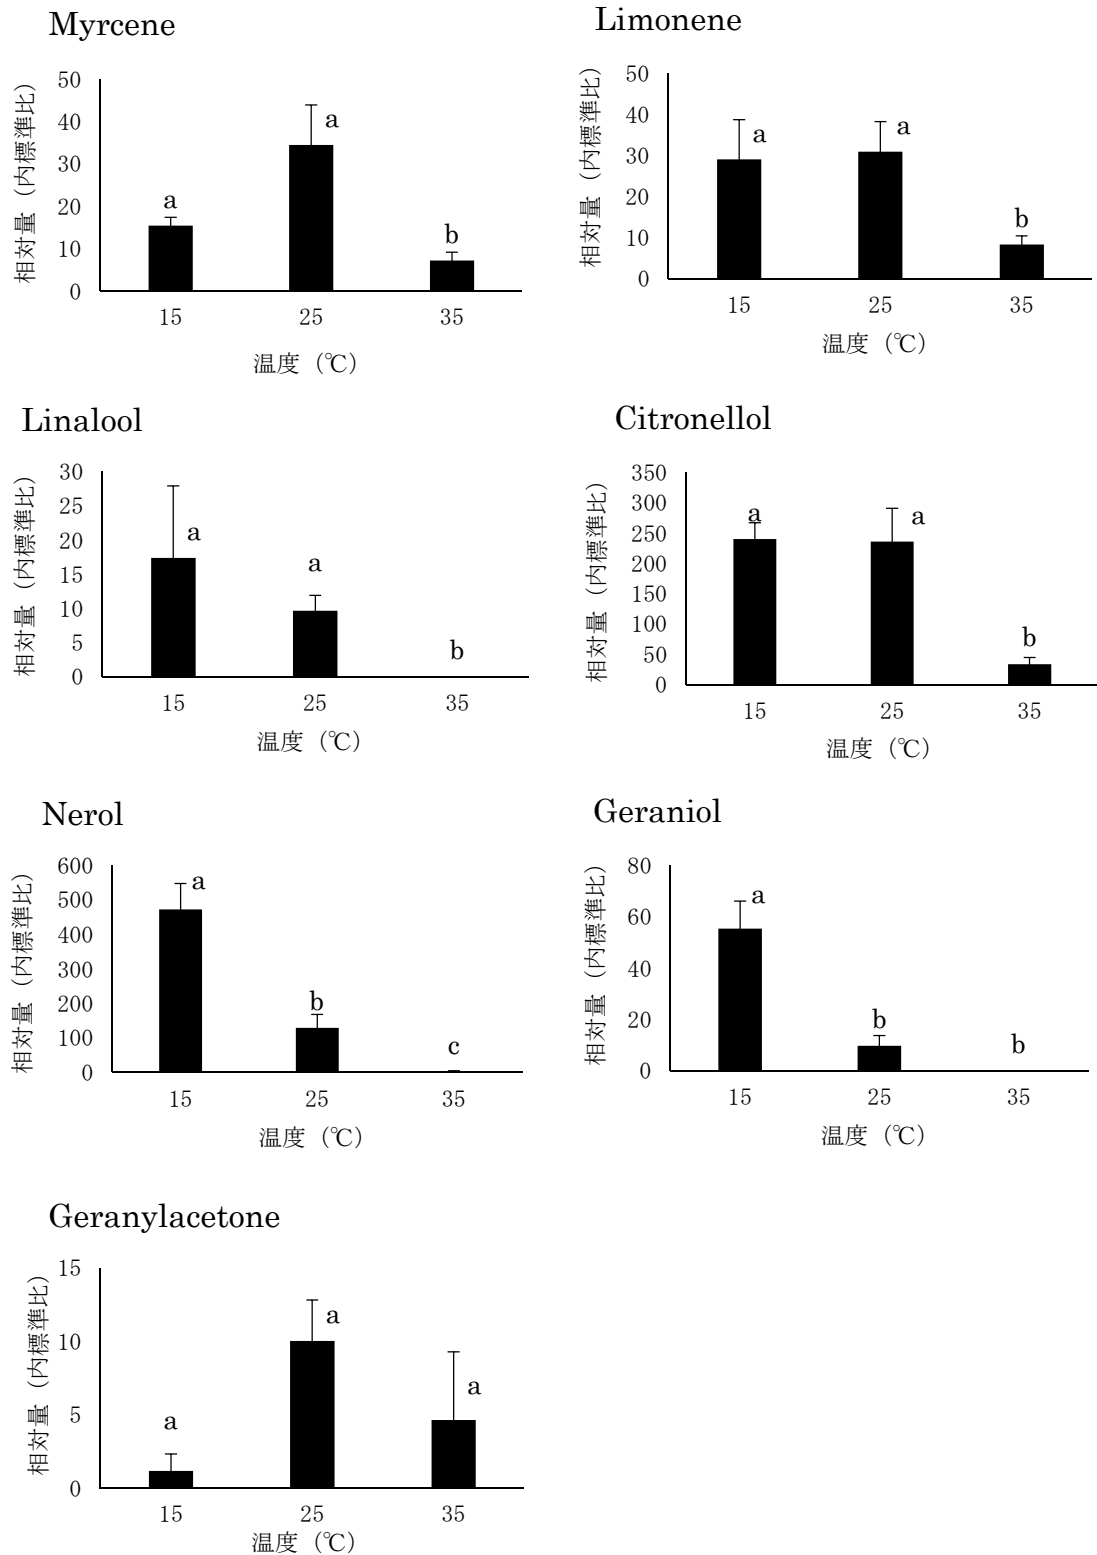 Myrcene
相対量（内標準比）
50
40
30
20
10
0
a
a
b
15 25 35
温度（℃）
Limonene
相対量（内標準比）
50
40
30
20
10
0
a
a
b
15 25 35
温度（℃）
Linalool
相対量（内標準比）
30
25
20
15
10
5
0
a
a
b
15 25 35
温度（℃）
Citronellol
相対量（内標準比）
350
300
250
200
150
100
50
0
a
a
b
15 25 35
温度（℃）
Nerol
相対量（内標準比）
600
500
400
300
200
100
0
a
b
c
15 25 35
温度（℃）
Geraniol
相対量（内標準比）
80
60
40
20
0
a
b
b
15 25 35
温度（℃）
Geranylacetone
相対量（内標準比）
15
10
5
0
a
a
a
15 25 35
温度（℃）